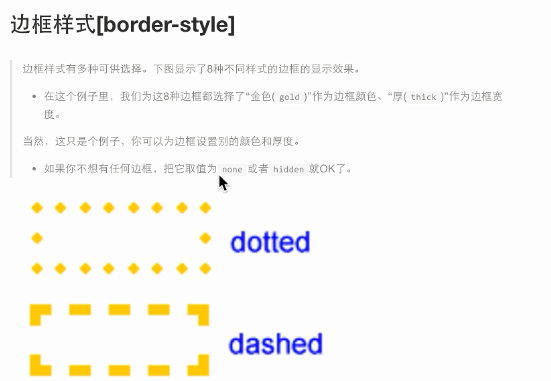 边框样式[border-style]
边框样式有多种可供选择。下图显示了8种不同样式的边框的显示效果。
在这个例子里，我们为这8种边框都选择了“金色( gold )”作为边框颜色、“厚( thick )”作为边框宽
度。
当然，这只是个例子，你可以为边框设置别的颜色和厚度。
如果你不想有任何边框，把它取值为 none 或者 hidden 就OK了。
dotted
dashed